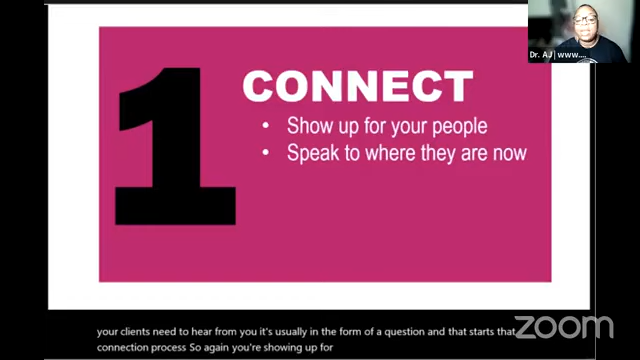 Dr. AJ | www....
1
CONNECT
• Show up for your people
• Speak to where they are now
your clients need to hear from you it's usually in the form of a question and that starts that
connection process So again you're showing up for
zoom